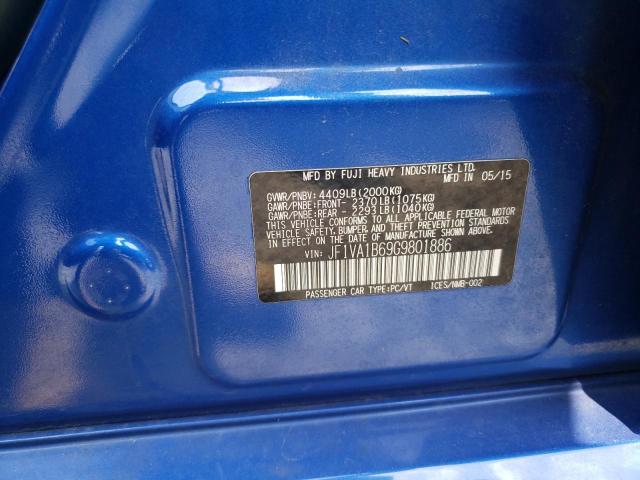 MFD BY FUJI HEAVY INDUSTRIES LTD.
MFD IN 05/15
GVWR/PNBV: 4409LB(2000KG)
GAWR/PNBE:FRONT- 2370LB(1075KG)
GAWR/PNBE:REAR - 2293LB(1040KG)
THIS VEHICLE CONFORMS TO ALL APPLICABLE FEDERAL MOTOR
VEHICLE SAFETY, BUMPER, AND THEFT PREVENTION STANDARDS
IN EFFECT ON THE DATE OF MANUFACTURE SHOWN ABOVE.
VIN: JF1VA1B69G9801886
PASSENGER CAR TYPE:PC/VT ICES/NMB-002